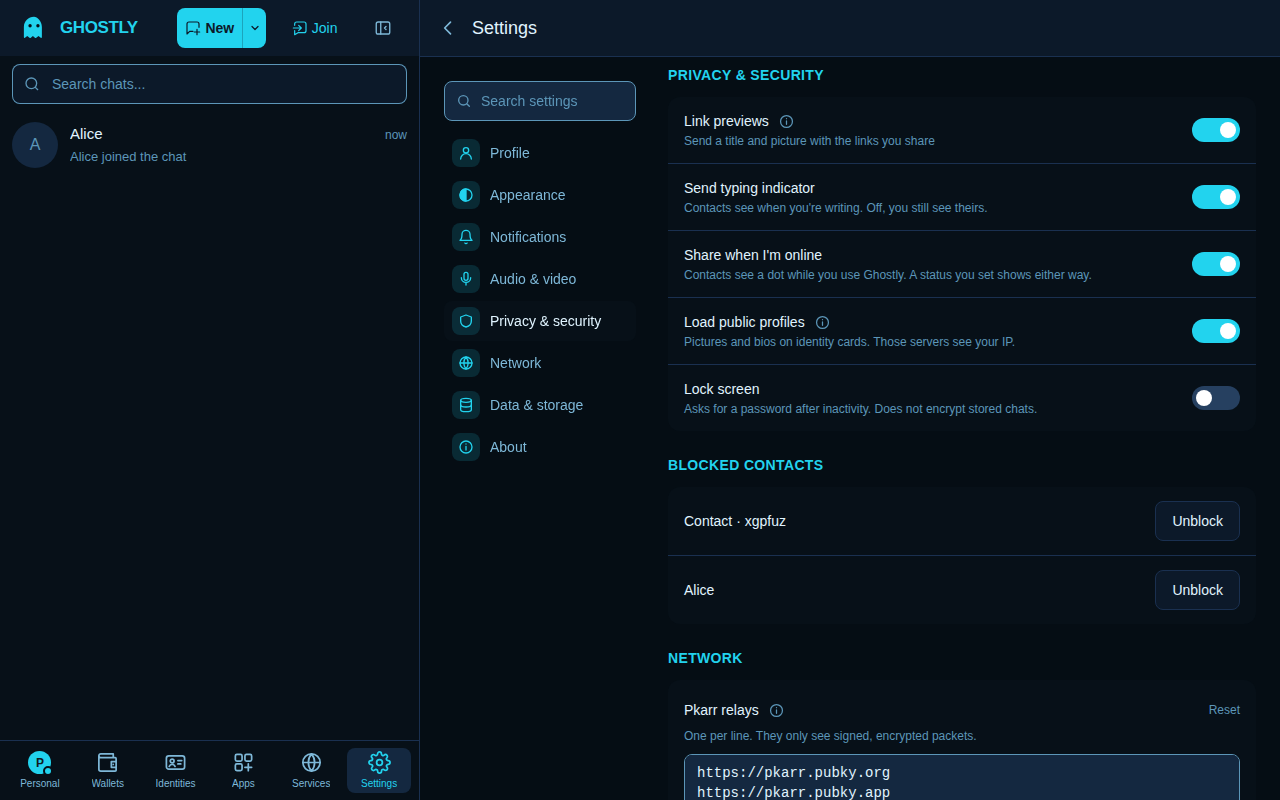 GHOSTLY
New
Join
Search chats...
A
Alice
now
Alice joined the chat
P
Personal
Wallets
Identities
Apps
Services
Settings
Settings
Search settings
Profile
Appearance
Notifications
Audio & video
Privacy & security
Network
Data & storage
About
PRIVACY & SECURITY
Link previews
Send a title and picture with the links you share
Send typing indicator
Contacts see when you're writing. Off, you still see theirs.
Share when I'm online
Contacts see a dot while you use Ghostly. A status you set shows either way.
Load public profiles
Pictures and bios on identity cards. Those servers see your IP.
Lock screen
Asks for a password after inactivity. Does not encrypt stored chats.
BLOCKED CONTACTS
Contact · xgpfuz
Unblock
Alice
Unblock
NETWORK
Pkarr relays
Reset
One per line. They only see signed, encrypted packets.
https://pkarr.pubky.org
https://pkarr.pubky.app